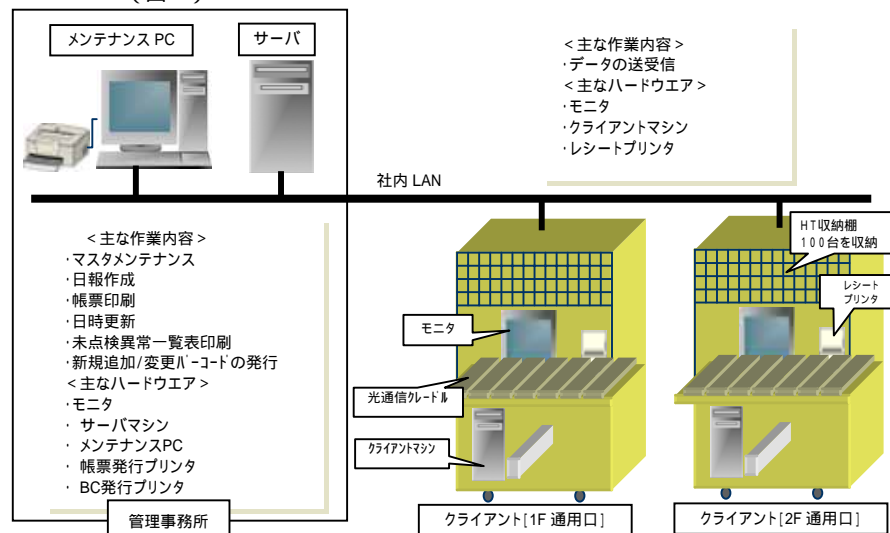 メンテナンス PC
サーバ
<主な作業内容>
･データの送受信
<主なハードウエア>
･モニタ
･クライアントマシン
･レシートプリンタ
社内 LAN
<主な作業内容>
･マスタメンテナンス
･日報作成
･帳票印刷
･日時更新
･未点検異常一覧表印刷
･新規追加/変更ﾊﾞｰｺｰﾄﾞの発行
<主なハードウエア>
･モニタ
･ サーバマシン
･ メンテナンスPC
･ 帳票発行プリンタ
･ BC発行プリンタ
管理事務所
HT収納棚
100台を収納
レシート
プリンタ
モニタ
光通信ｸﾚｰﾄﾞﾙ
ｸﾗｲｱﾝﾄﾏｼﾝ
クライアント[1F 通用口]
クライアント[2F 通用口]